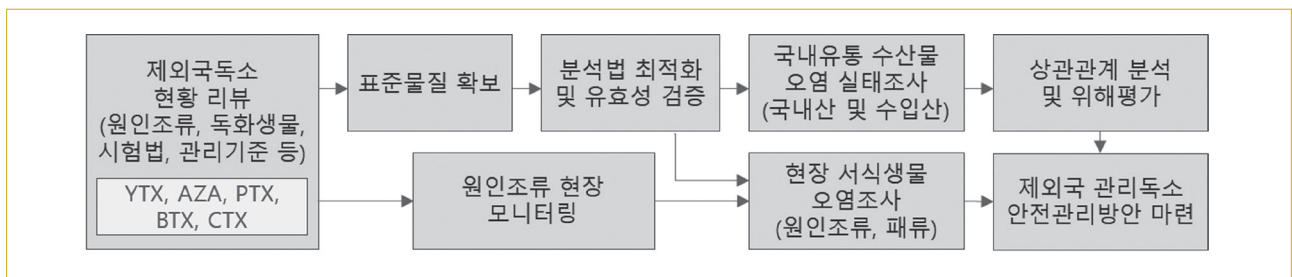 제외국독소
현황 리뷰
(원인조류, 독화생물,
시험법, 관리기준 등)
YTX, AZA, PTX,
BTX, CTX
표준물질 확보
분석법 최적화
및 유효성 검증
국내유통 수산물
오염 실태조사
(국내산 및 수입산)
상관관계 분석
및 위해평가
원인조류 현장
모니터링
현장 서식생물
오염조사
(원인조류, 패류)
제외국 관리독소
안전관리방안 마련